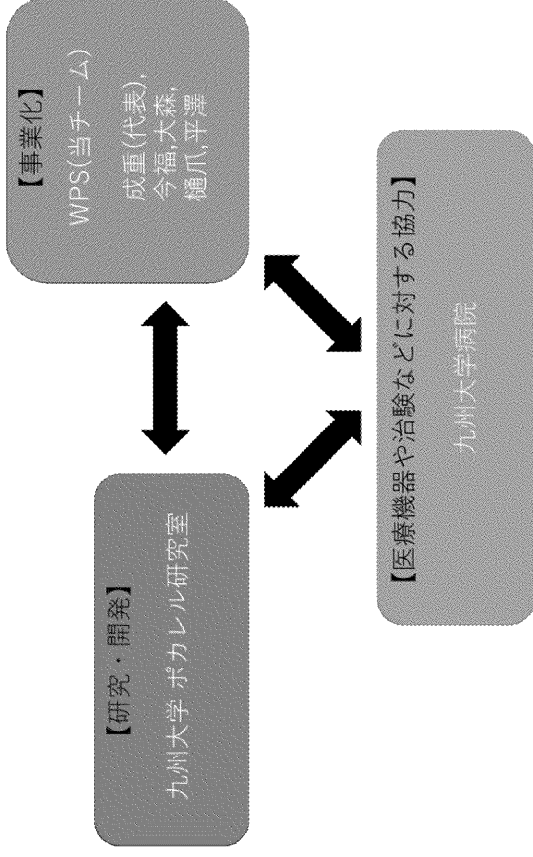 【研究・開発】
九州大学 ポカレル研究室
【事業化】
WPS(当チーム)
成重(代表),
今福,大森,
樋爪,平澤
【医療機器や治験などに対する協力】
九州大学病院